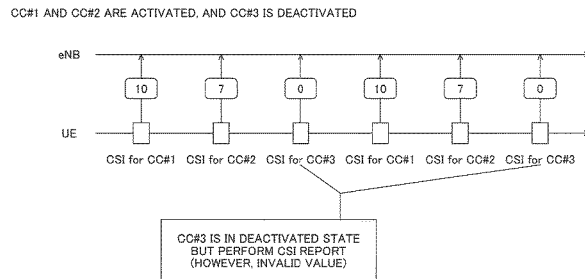 CC#1 AND CC#2 ARE ACTIVATED, AND CC#3 IS DEACTIVATED
eNB
10 7 0 10 7 0
UE
CSI for CC#1 CSI for CC#2 CSI for CC#3 CSI for CC#1 CSI for CC#2 CSI for CC#3
CC#3 IS IN DEACTIVATED STATE
BUT PERFORM CSI REPORT
(HOWEVER, INVALID VALUE)